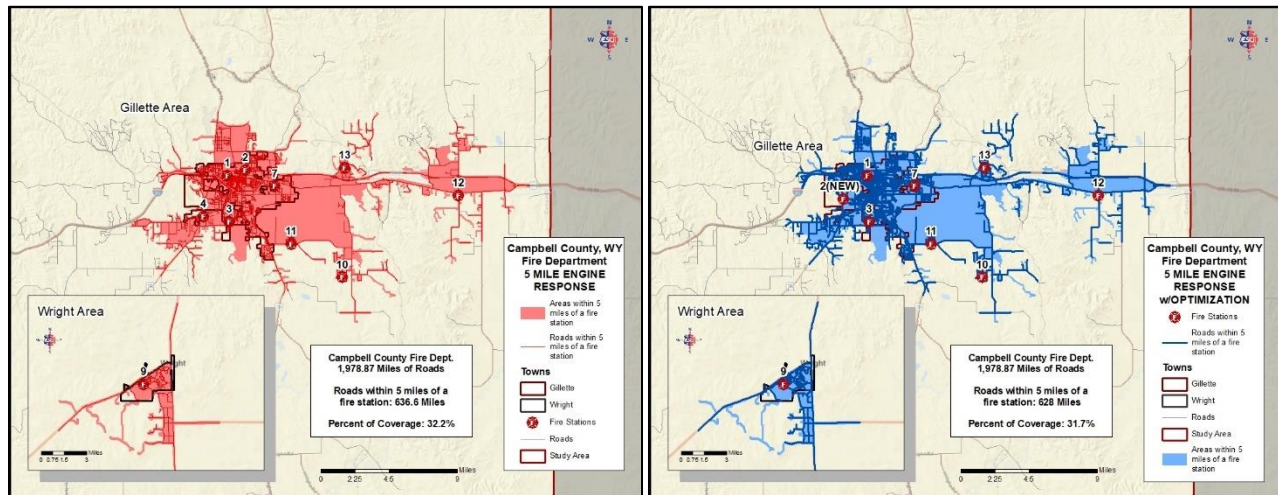 N
W
E
S
Gillette Area
1
2
13
7
12
4
3
11
10
Campbell County, WY
Fire Department
5 MILE ENGINE
RESPONSE
Areas within 5
miles of a fire
station
Roads within 5
miles of a fire
station
Towns
Gillette
Wright
Fire Stations
Roads
Study Area
Wright Area
9
Wright
0 0.75 1.5 3
Miles
Campbell County Fire Dept.
1,978.87 Miles of Roads
Roads within 5 miles of a
fire station: 636.6 Miles
Percent of Coverage: 32.2%
Miles
0 2.25 4.5 9
N
W
E
S
Gillette Area
1
13
7
12
2(NEW)
3
11
10
Campbell County, WY
Fire Department
5 MILE ENGINE
RESPONSE
w/OPTIMIZATION
Fire Stations
Roads within 5
miles of a fire
station
Towns
Gillette
Wright
Roads
Study Area
Areas within 5
miles of a fire
station
Wright Area
9
Wright
0 0.75 1.5 3
Miles
Campbell County Fire Dept.
1,978.87 Miles of Roads
Roads within 5 miles of a
fire station: 628 Miles
Percent of Coverage: 31.7%
Miles
0 2.25 4.5 9